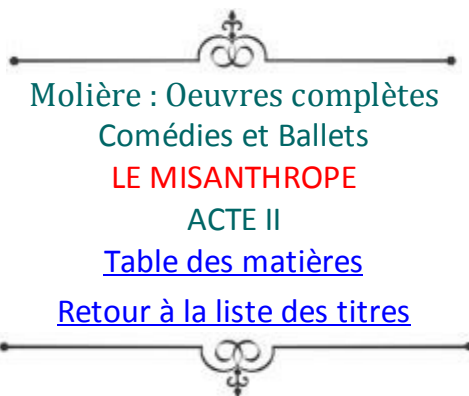 Molière : Oeuvres complètes
Comédies et Ballets
LE MISANTHROPE
ACTE II
Table des matières
Retour à la liste des titres